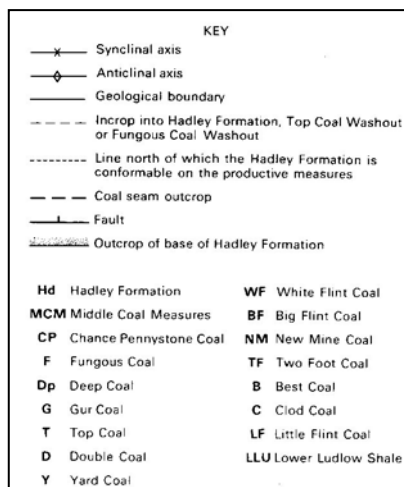 KEY
Synclinal axis
Anticlinal axis
Geological boundary
Incrop into Hadley Formation, Top Coal Washout
or Fungous Coal Washout
Line north of which the Hadley Formation is
conformable on the productive measures
Coal seam outcrop
Fault
Outcrop of base of Hadley Formation
Hd Hadley Formation
MCM Middle Coal Measures
CP Chance Pennystone Coal
F Fungous Coal
Dp Deep Coal
G Gur Coal
T Top Coal
D Double Coal
Y Yard Coal
WF White Flint Coal
BF Big Flint Coal
NM New Mine Coal
TF Two Foot Coal
B Best Coal
C Clod Coal
LF Little Flint Coal
LLU Lower Ludlow Shale